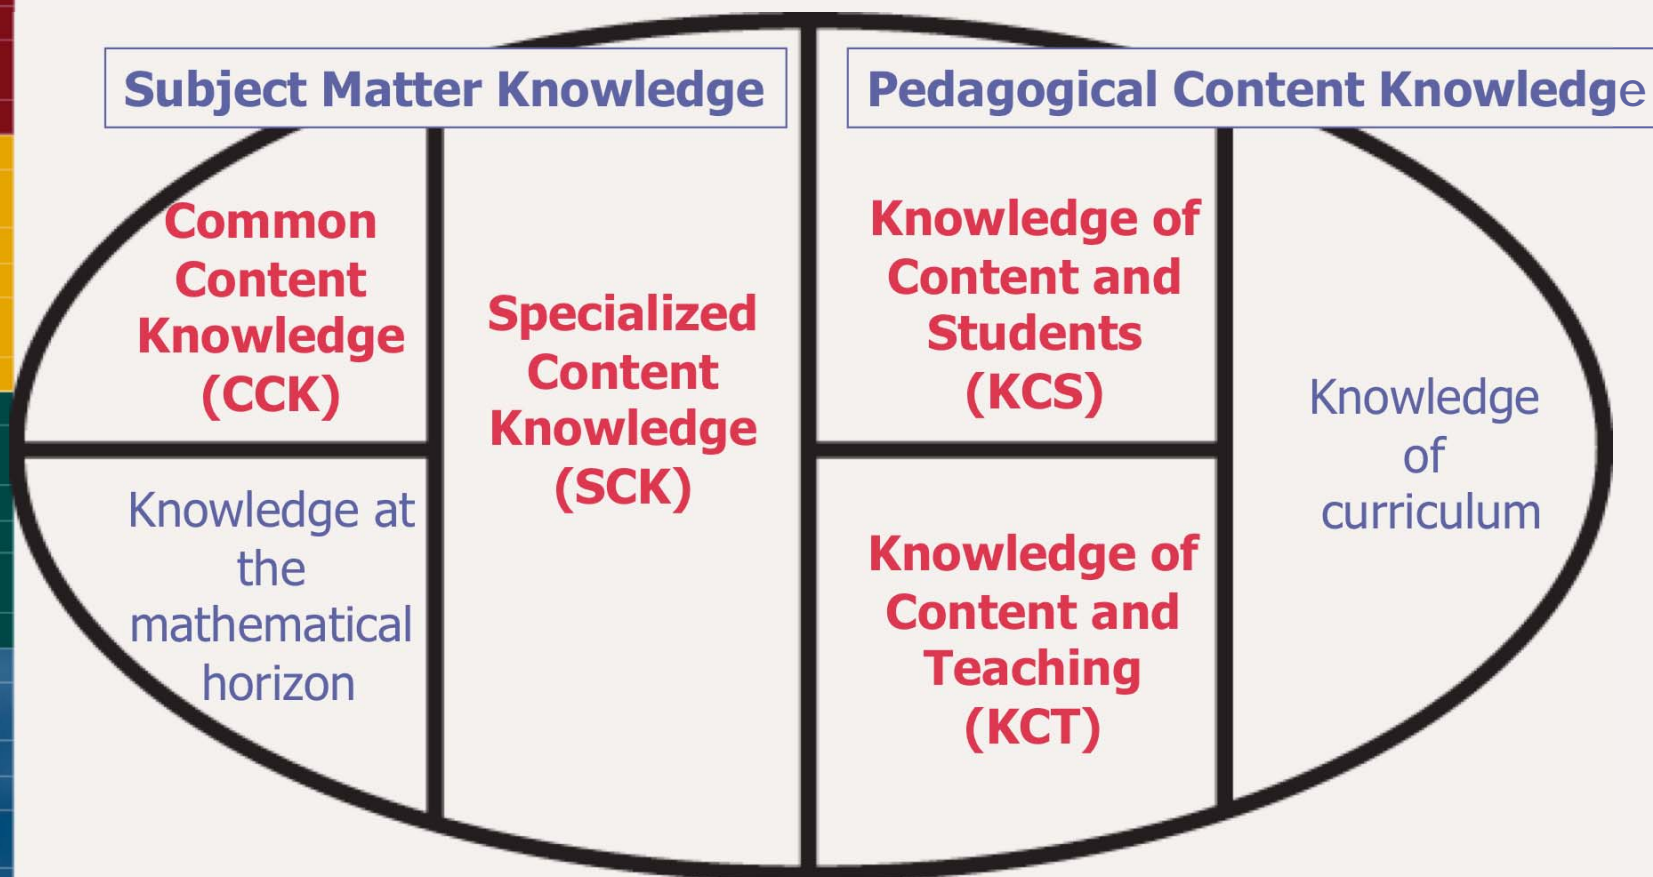 Subject Matter Knowledge
Pedagogical Content Knowledge
Common
Content
Knowledge
(CCK)
Knowledge at
the
mathematical
horizon
Specialized
Content
Knowledge
(SCK)
Knowledge of
Content and
Students
(KCS)
Knowledge of
Content and
Teaching
(KCT)
Knowledge
of
curriculum